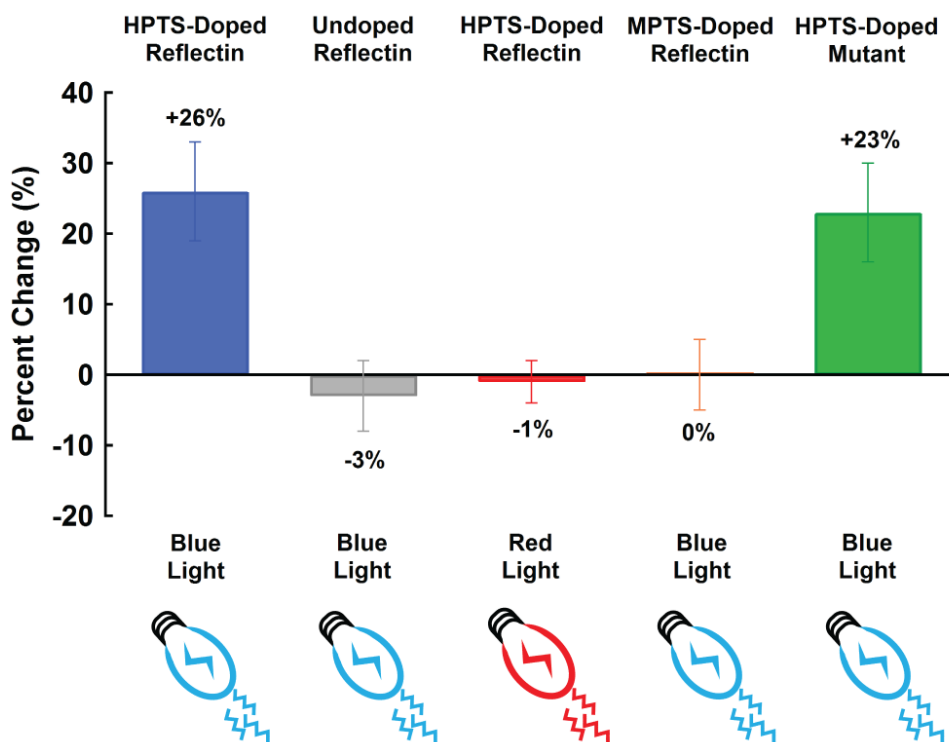 HPTS-Doped
Reflectin
Undoped
Reflectin
HPTS-Doped
Reflectin
MPTS-Doped
Reflectin
HPTS-Doped
Mutant
Percent Change (%)
40
30
20
10
0
-10
-20
+26%
-3%
-1%
0%
+23%
Blue
Light
Blue
Light
Red
Light
Blue
Light
Blue
Light